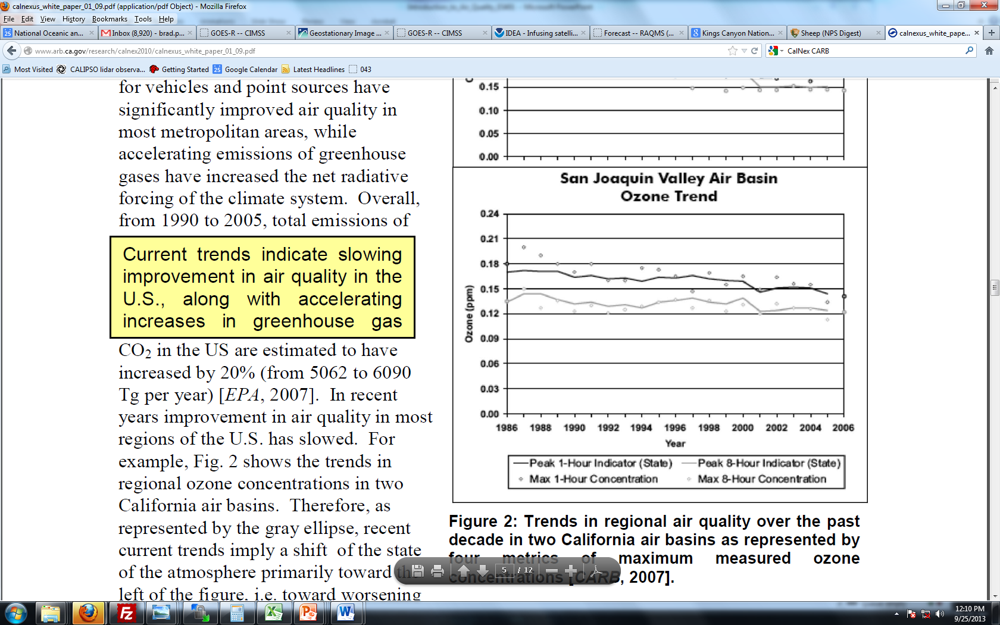 calnexus_white_paper_01_09.pdf (application/pdf Object) - Mozilla Firefox
File Edit View History Bookmarks Tools Help
National Oceanic an... Inbox (8,920) - brad.p... GOES-R -- CIMSS Geostationary Image ... GOES-R -- CIMSS IDEA - Infusing satelli... Forecast -- RAQMS (... Kings Canyon Nation... Sheep (NPS Digest) calnexus_white_pape...
www.arb.ca.gov/research/calnex2010/calnexus_white_paper_01_09.pdf
CalNex CARB
Most Visited CALIPSO lidar observa... Getting Started Google Calendar Latest Headlines 043
for vehicles and point sources have
significantly improved air quality in
most metropolitan areas, while
accelerating emissions of greenhouse
gases have increased the net radiative
forcing of the climate system. Overall,
from 1990 to 2005, total emissions of
Current trends indicate slowing
improvement in air quality in the
U.S., along with accelerating
increases in greenhouse gas
CO₂ in the US are estimated to have
increased by 20% (from 5062 to 6090
Tg per year) [EPA, 2007]. In recent
years improvement in air quality in most
regions of the U.S. has slowed. For
example, Fig. 2 shows the trends in
regional ozone concentrations in two
California air basins. Therefore, as
represented by the gray ellipse, recent
current trends imply a shift of the state
of the atmosphere primarily toward the
left of the figure, i.e. toward worsening
0.15
0.10
0.05
0.00
San Joaquin Valley Air Basin
Ozone Trend
0.24
0.21
0.18
0.15
0.12
0.09
0.06
0.03
0.00
Ozone (ppm)
1986 1988 1990 1992 1994 1996 1998 2000 2002 2004 2006
Year
Peak 1-Hour Indicator (State) Peak 8-Hour Indicator (State)
Max 1-Hour Concentration Max 8-Hour Concentration
Figure 2: Trends in regional air quality over the past
decade in two California air basins as represented by
four metrics of maximum measured ozone
concentrations [CARB, 2007].
5 / 12
12:10 PM
9/25/2013